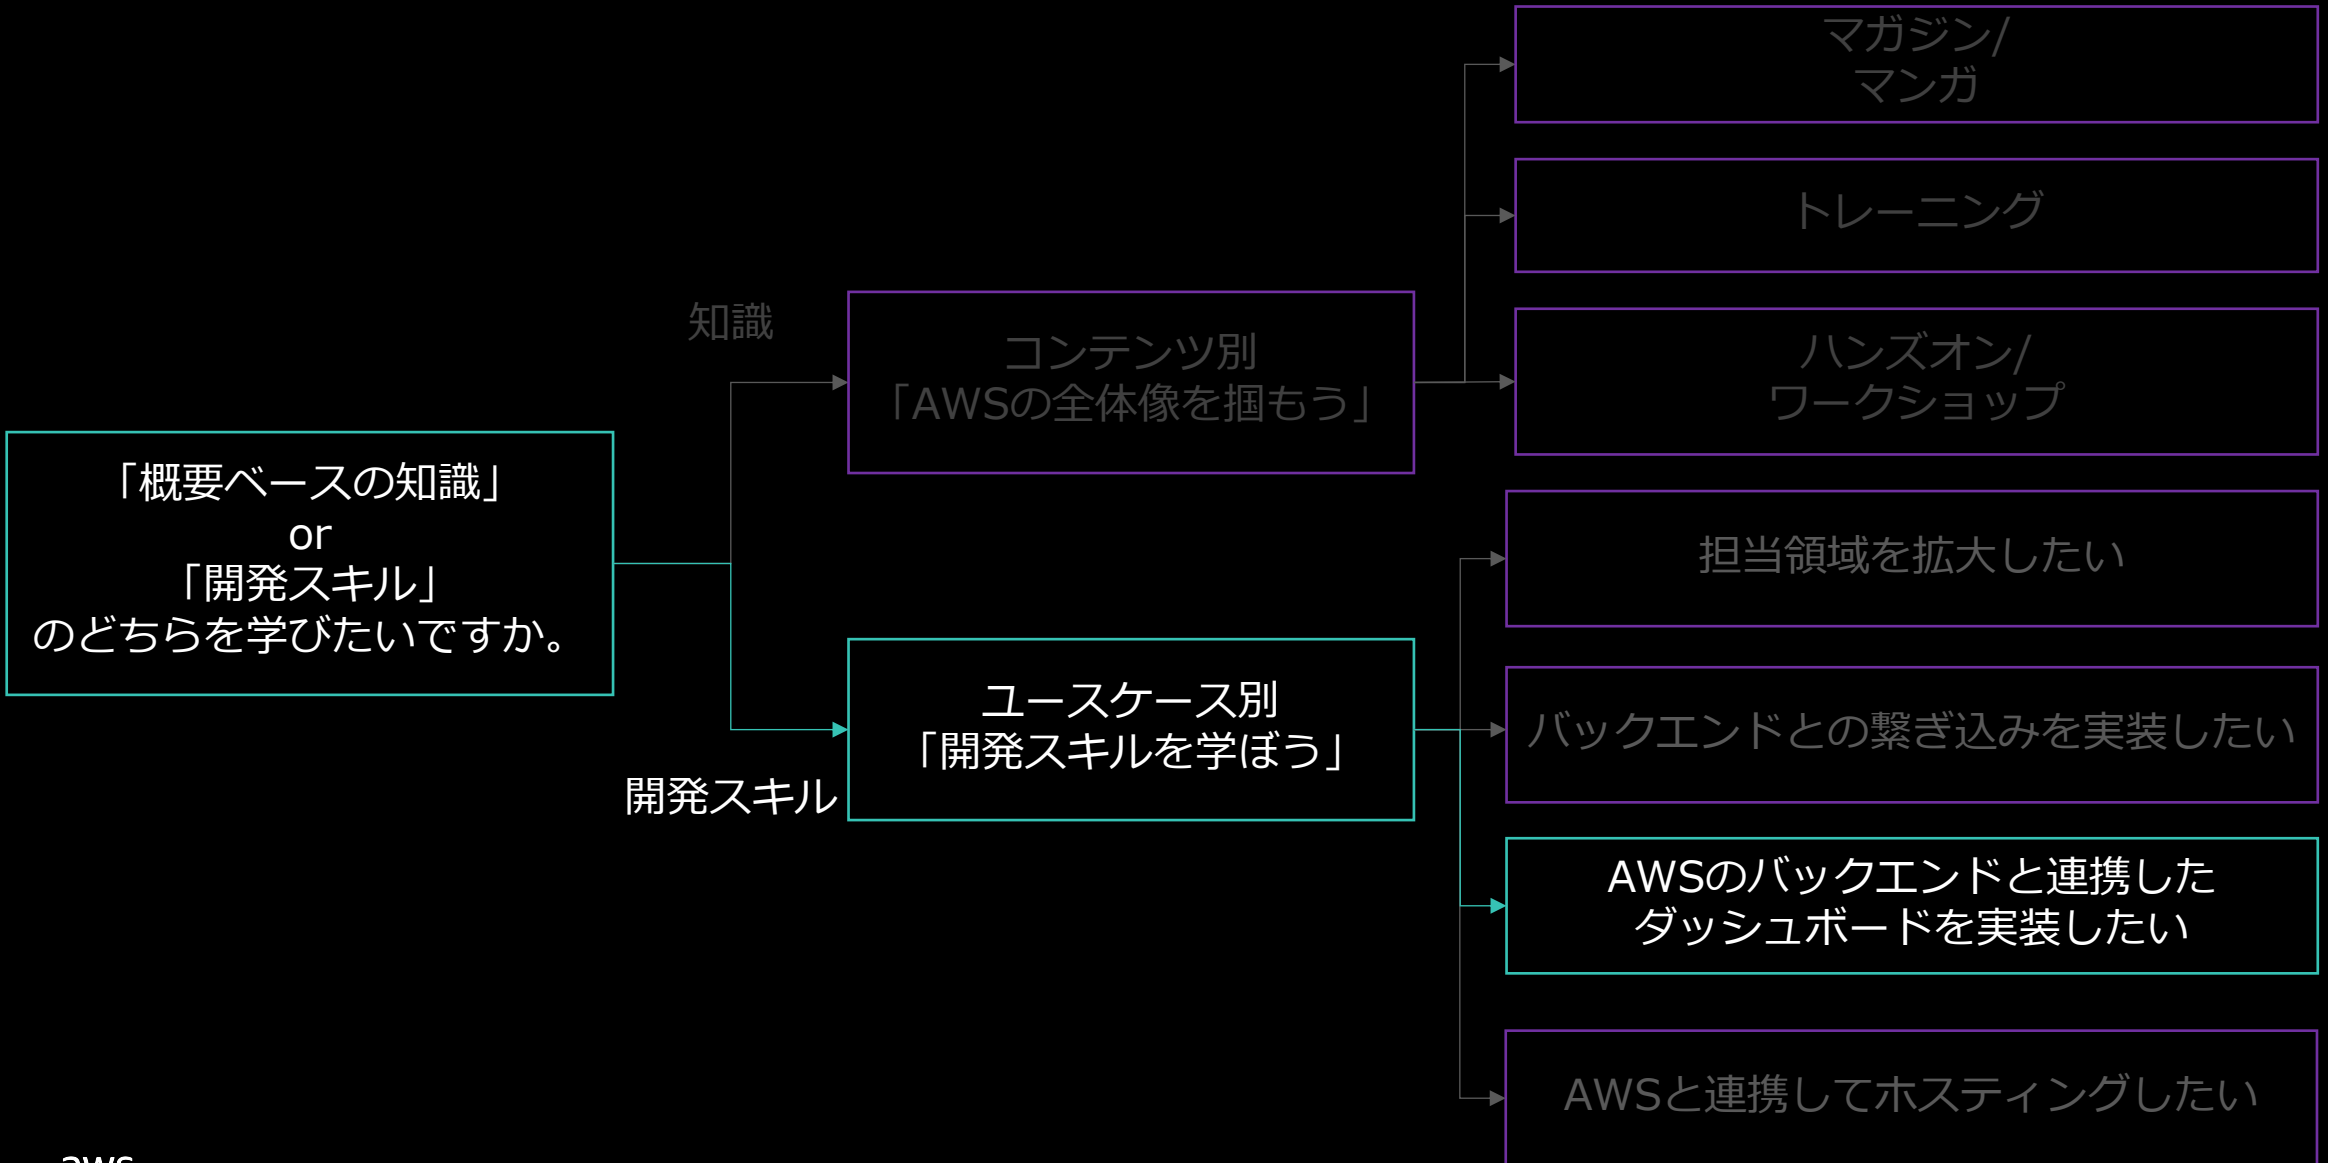 マガジン/
マンガ
トレーニング
知識
コンテンツ別
「AWSの全体像を掴もう」
ハンズオン/
ワークショップ
「概要ベースの知識」
or
「開発スキル」
のどちらを学びたいですか。
担当領域を拡大したい
ユースケース別
「開発スキルを学ぼう」
開発スキル
バックエンドとの繋ぎ込みを実装したい
AWSのバックエンドと連携した
ダッシュボードを実装したい
AWSと連携してホスティングしたい
aws